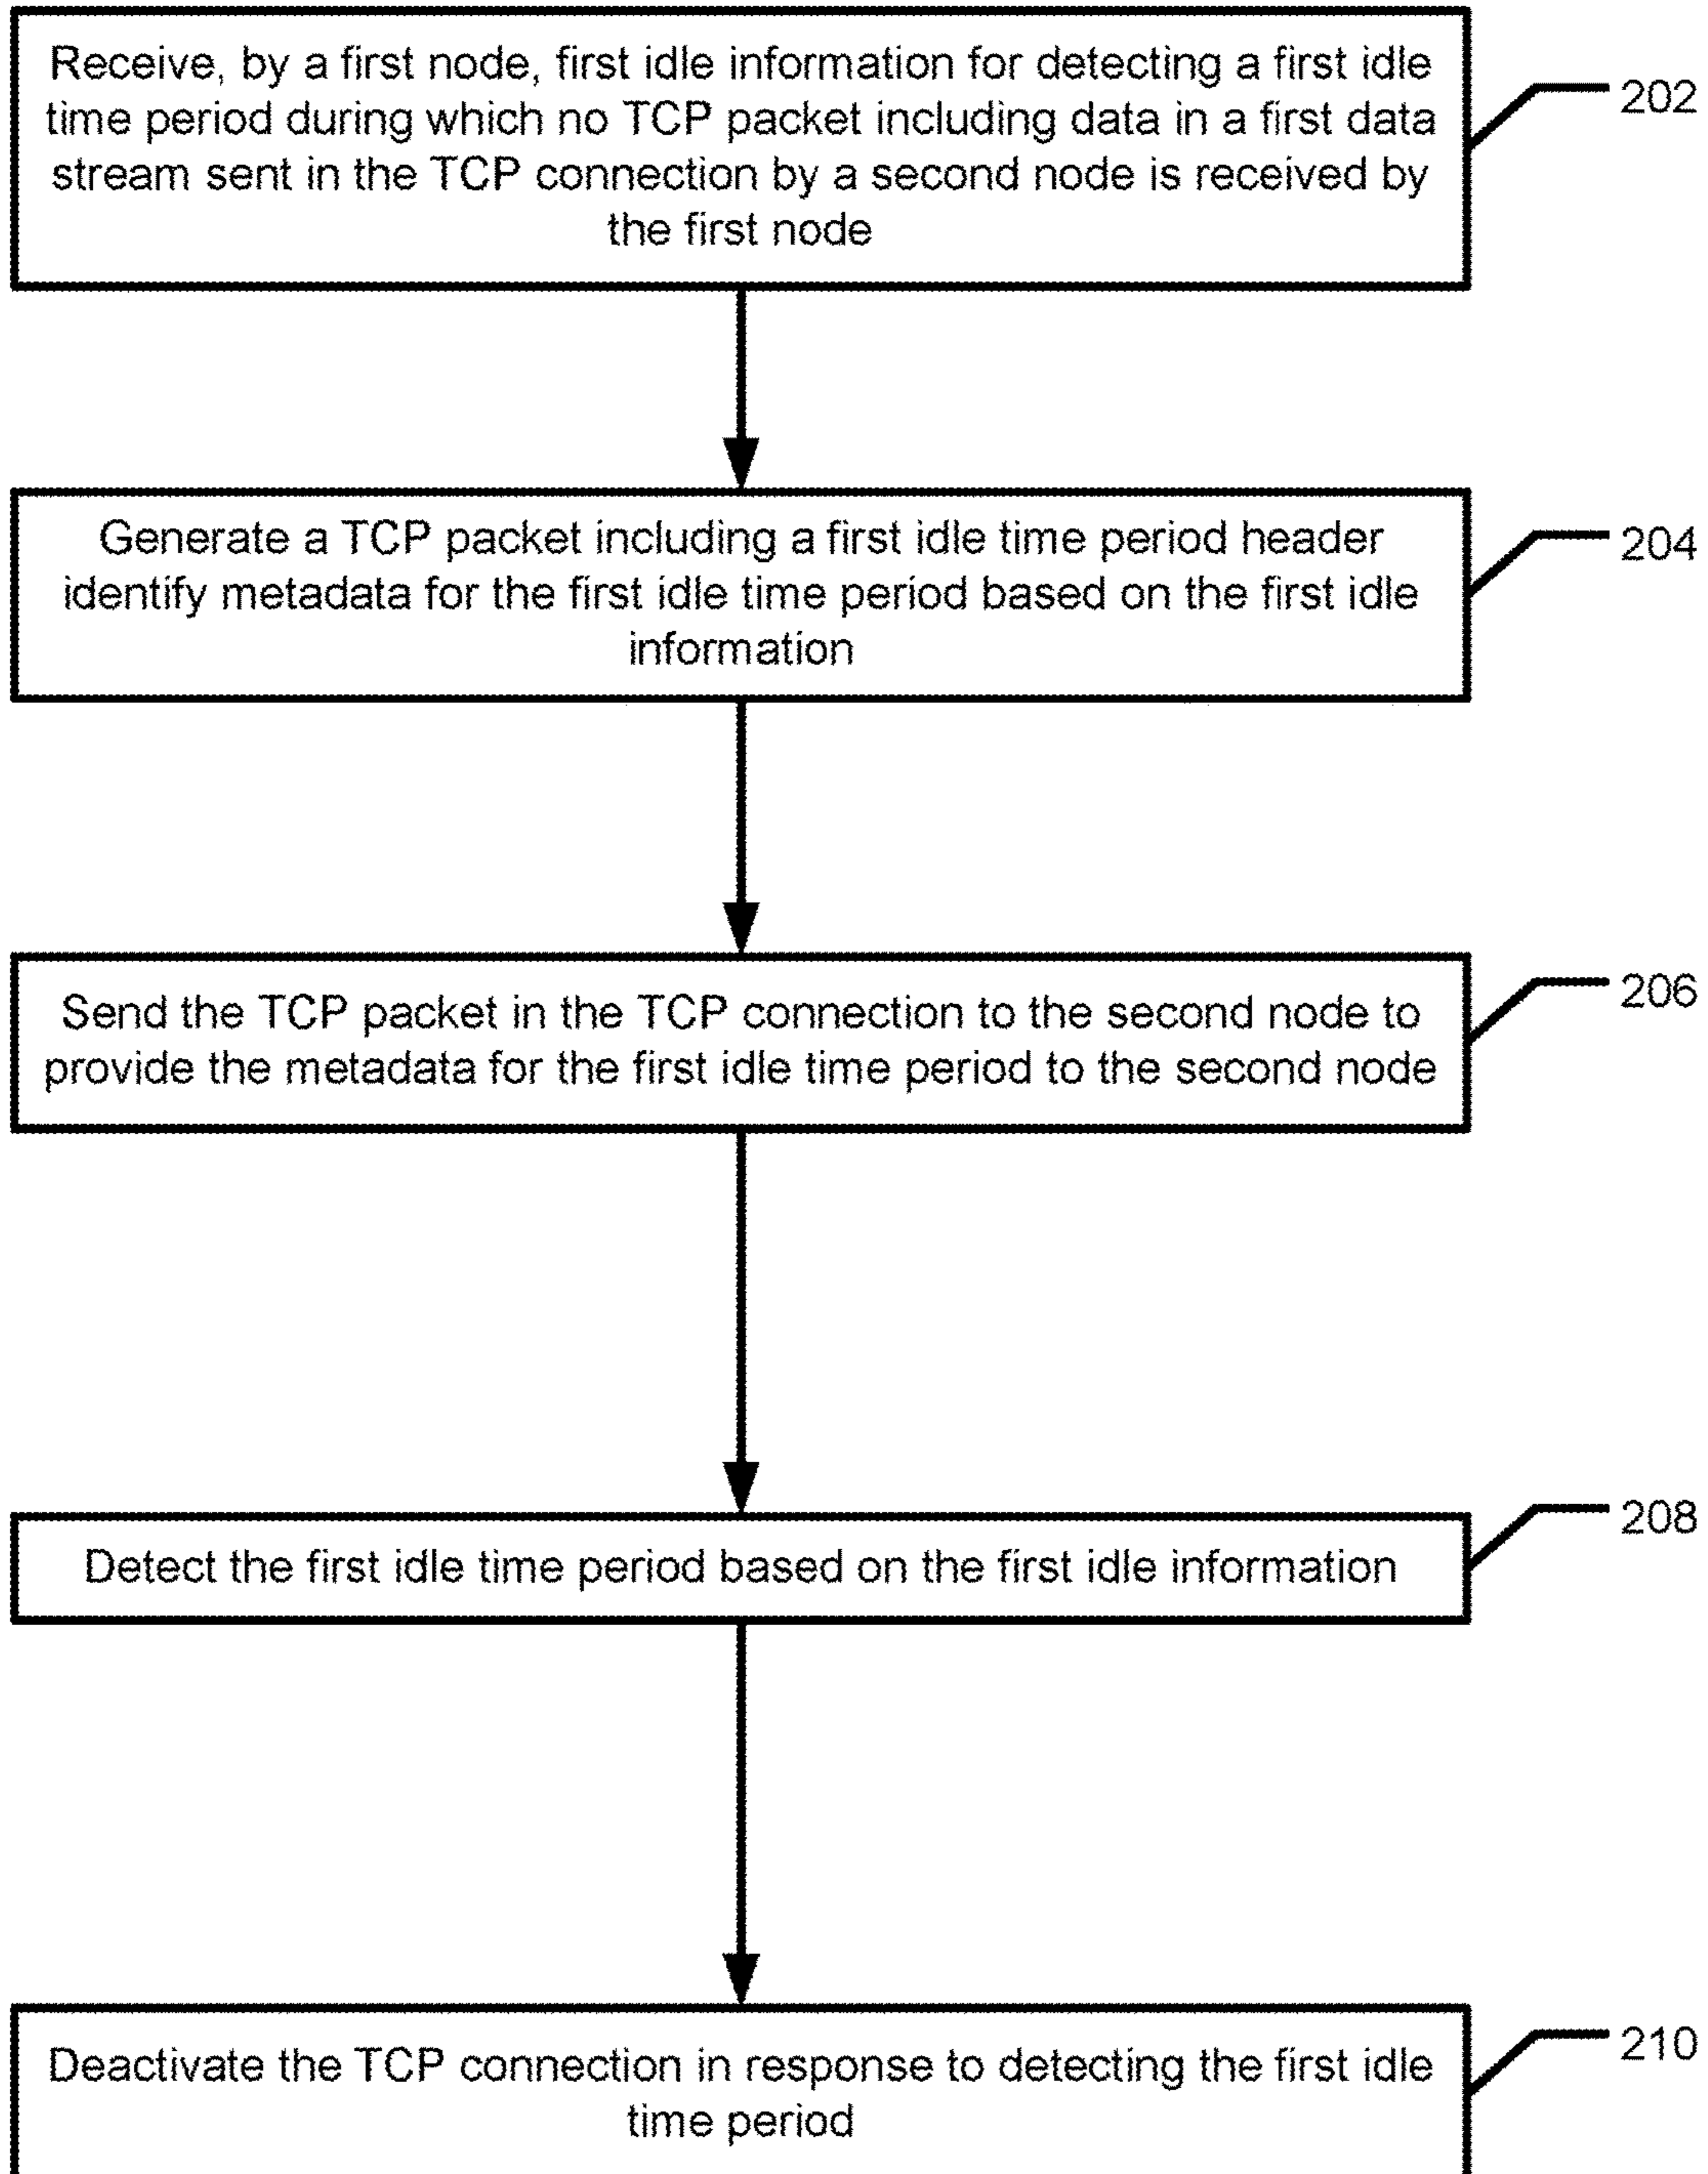 Receive, by a first node, first idle information for detecting a first idle
time period during which no TCP packet including data in a first data
stream sent in the TCP connection by a second node is received by
the first node
202
Generate a TCP packet including a first idle time period header
identify metadata for the first idle time period based on the first idle
information
204
Send the TCP packet in the TCP connection to the second node to
provide the metadata for the first idle time period to the second node
206
Detect the first idle time period based on the first idle information
208
Deactivate the TCP connection in response to detecting the first idle
time period
210